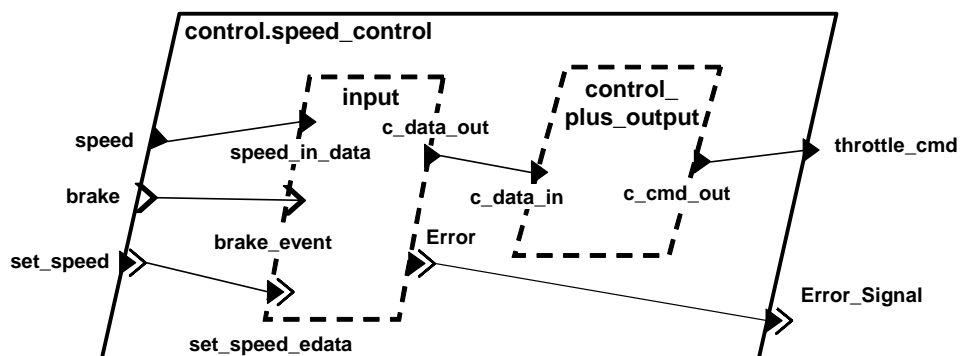 control.speed_control
input
control_
plus_output
speed
c_data_out
speed_in_data
throttle_cmd
brake
c_data_in
c_cmd_out
brake_event
Error
set_speed
Error_Signal
set_speed_edata